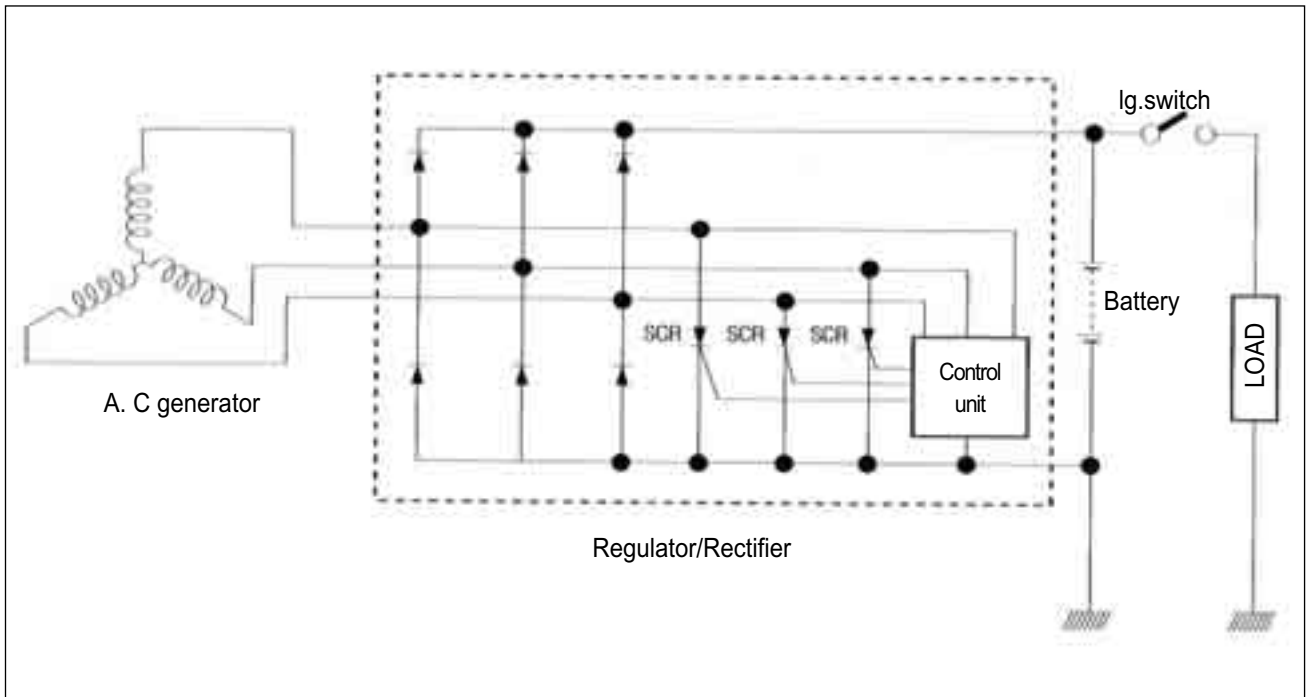 Ig.switch
SCR SCR SCR
Control
unit
Battery
LOAD
A. C generator
Regulator/Rectifier